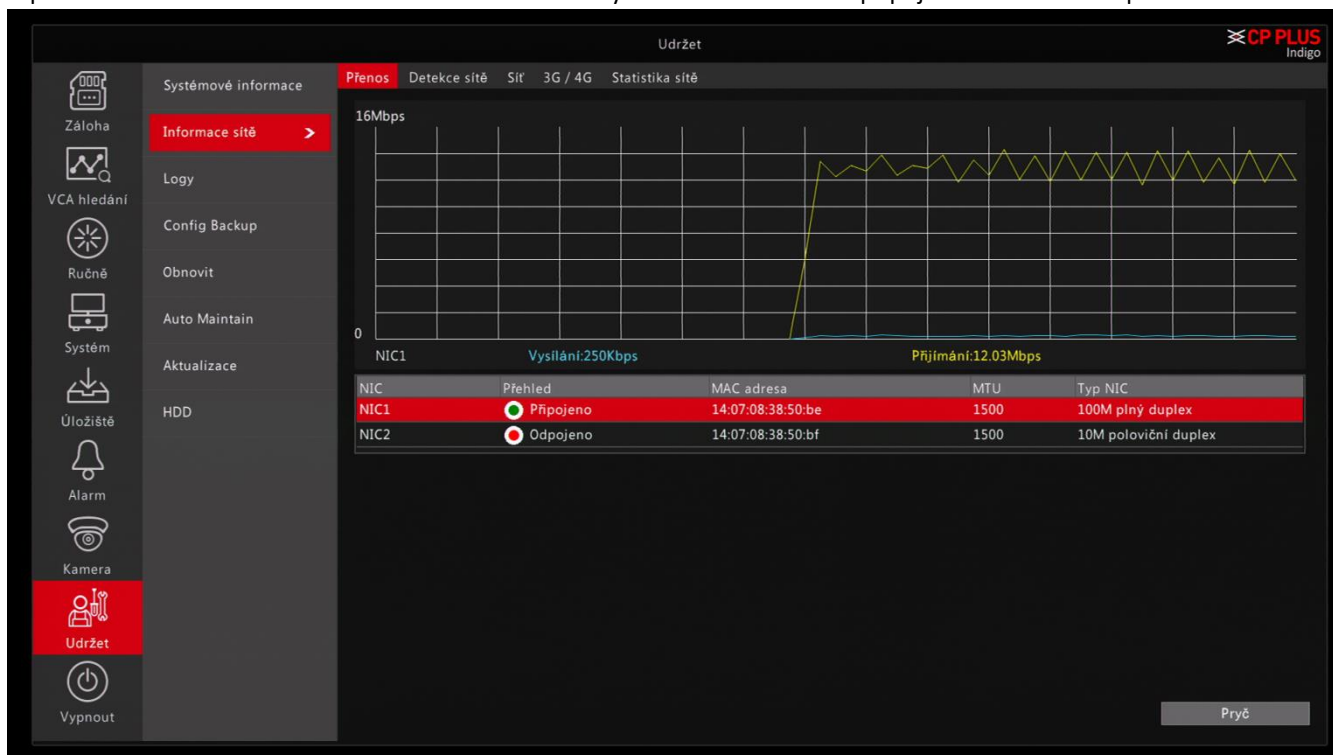 Udržet
CP PLUS
Indigo
Záloha
VCA hledání
Ručně
Systém
Úložiště
Alarm
Kamera
Udržet
Vypnout
Systémové informace
Informace sítě >
Logy
Config Backup
Obnovit
Auto Maintain
Aktualizace
HDD
Přenos Detekce sítě Síť 3G / 4G Statistika sítě
16Mbps
0
NIC1 Vysílání:250Kbps Přijímání:12.03Mbps
NIC Přehled MAC adresa MTU Typ NIC
NIC1 Připojeno 14:07:08:38:50:be 1500 100M plný duplex
NIC2 Odpojeno 14:07:08:38:50:bf 1500 10M poloviční duplex
Pryč